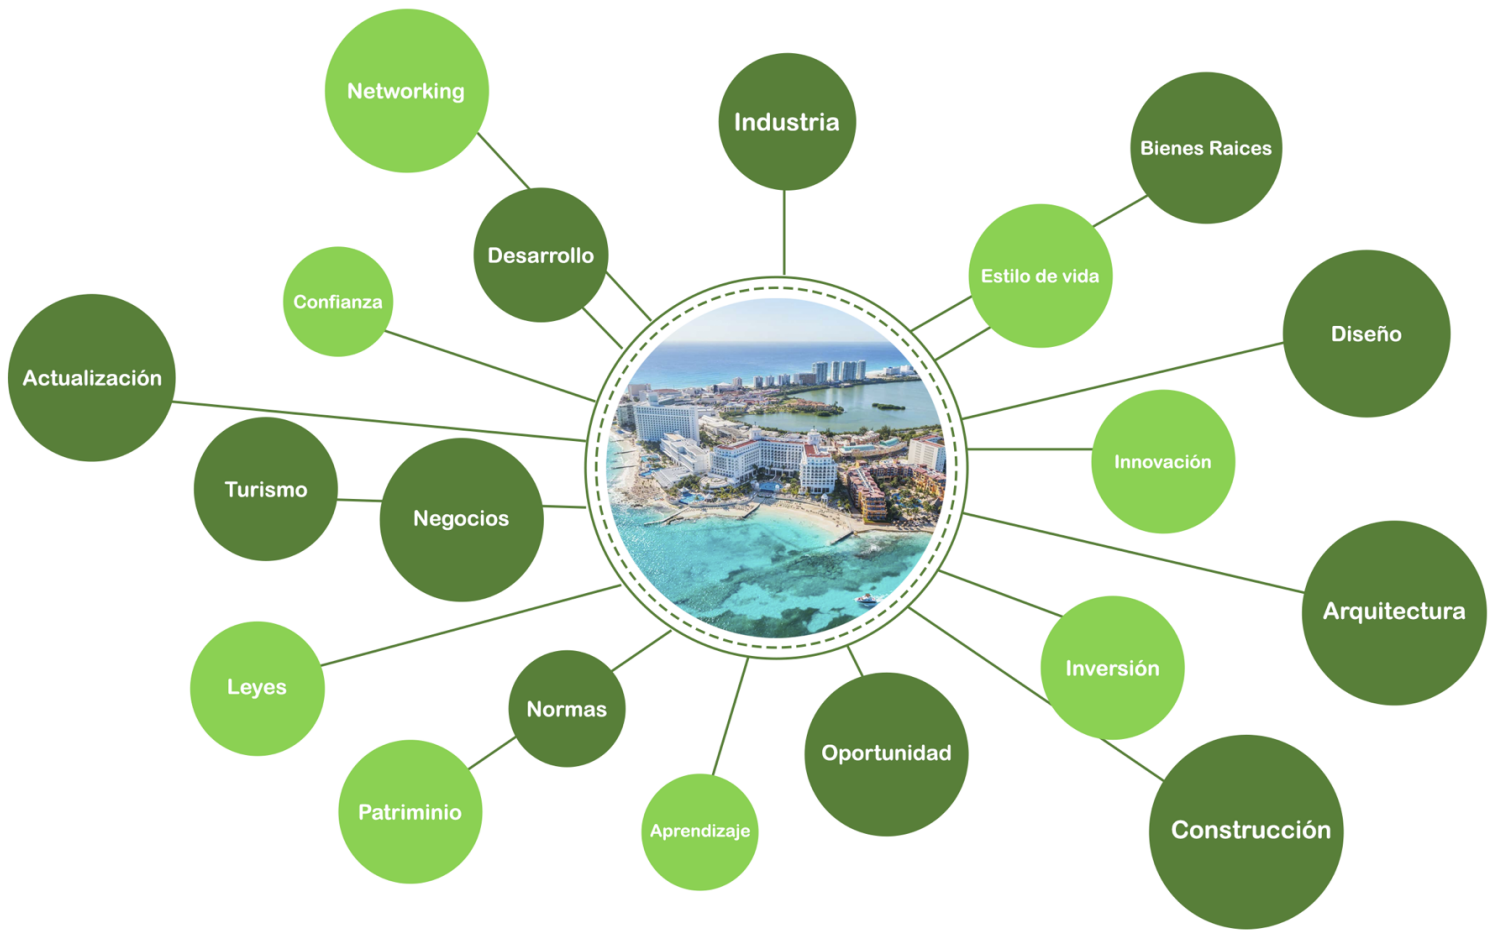 Networking
Industria
Bienes Raices
Desarrollo
Estilo de vida
Confianza
Diseño
Actualización
Innovación
Turismo
Negocios
Arquitectura
Inversión
Leyes
Normas
Oportunidad
Patriminio
Aprendizaje
Construcción